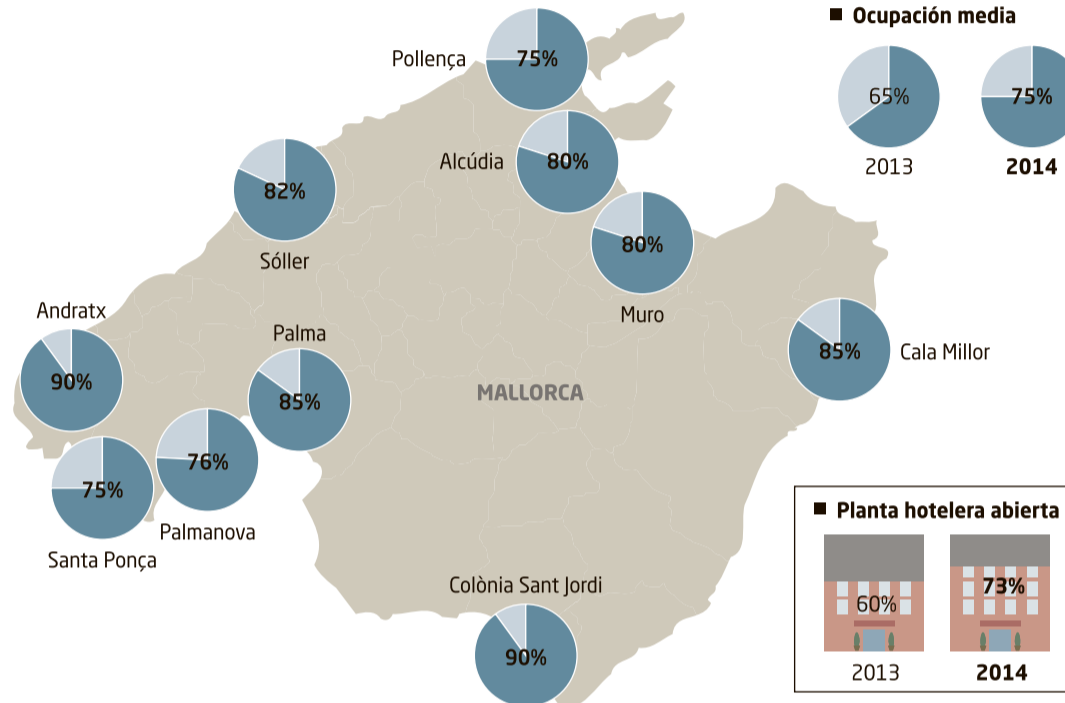 Ocupación media
65%
75%
2013
2014
Pollença
75%
Alcúdia
80%
82%
Sóller
80%
Muro
Andratx
90%
Palma
85%
85%
Cala Millor
MALLORCA
76%
Palmanova
75%
Santa Ponça
Colònia Sant Jordi
90%
Planta hotelera abierta
60%
73%
2013
2014